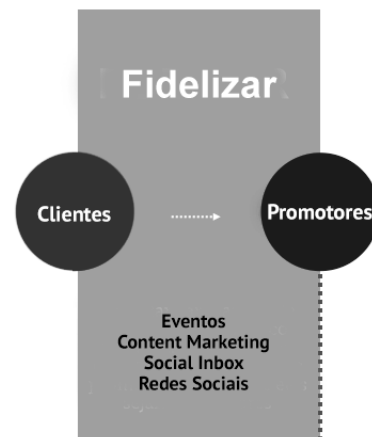 Fidelizar
Clientes
Promotores
Eventos
Content Marketing
Social Inbox
Redes Sociais